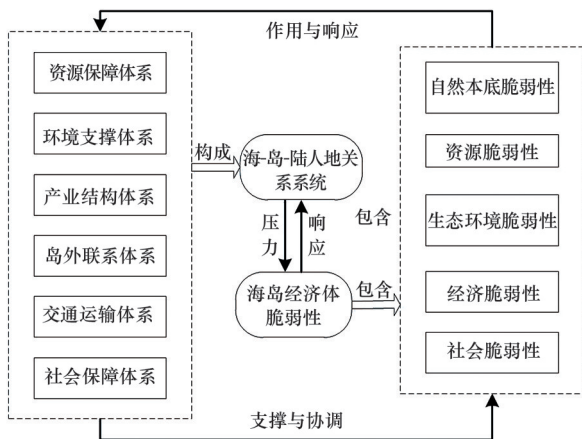 作用与响应
资源保障体系
环境支撑体系
产业结构体系
岛外联系体系
交通运输体系
社会保障体系
构成
海-岛-陆人地关
系系统
压力
响应
海岛经济体
脆弱性
包含
包含
自然本底脆弱性
资源脆弱性
生态环境脆弱性
经济脆弱性
社会脆弱性
支撑与协调